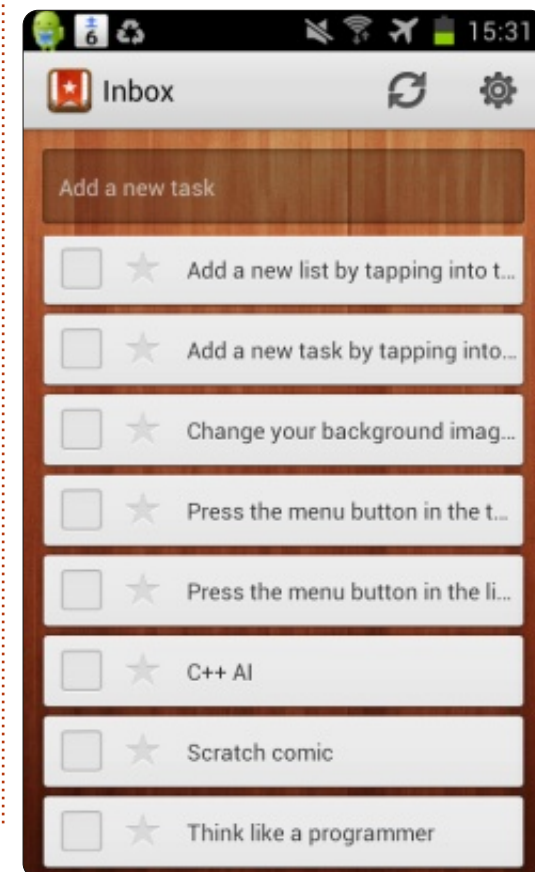 ±
6
15:31
Inbox
Add a new task
Add a new list by tapping into t...
Add a new task by tapping into...
Change your background imag...
Press the menu button in the t...
Press the menu button in the li...
C++ AI
Scratch comic
Think like a programmer